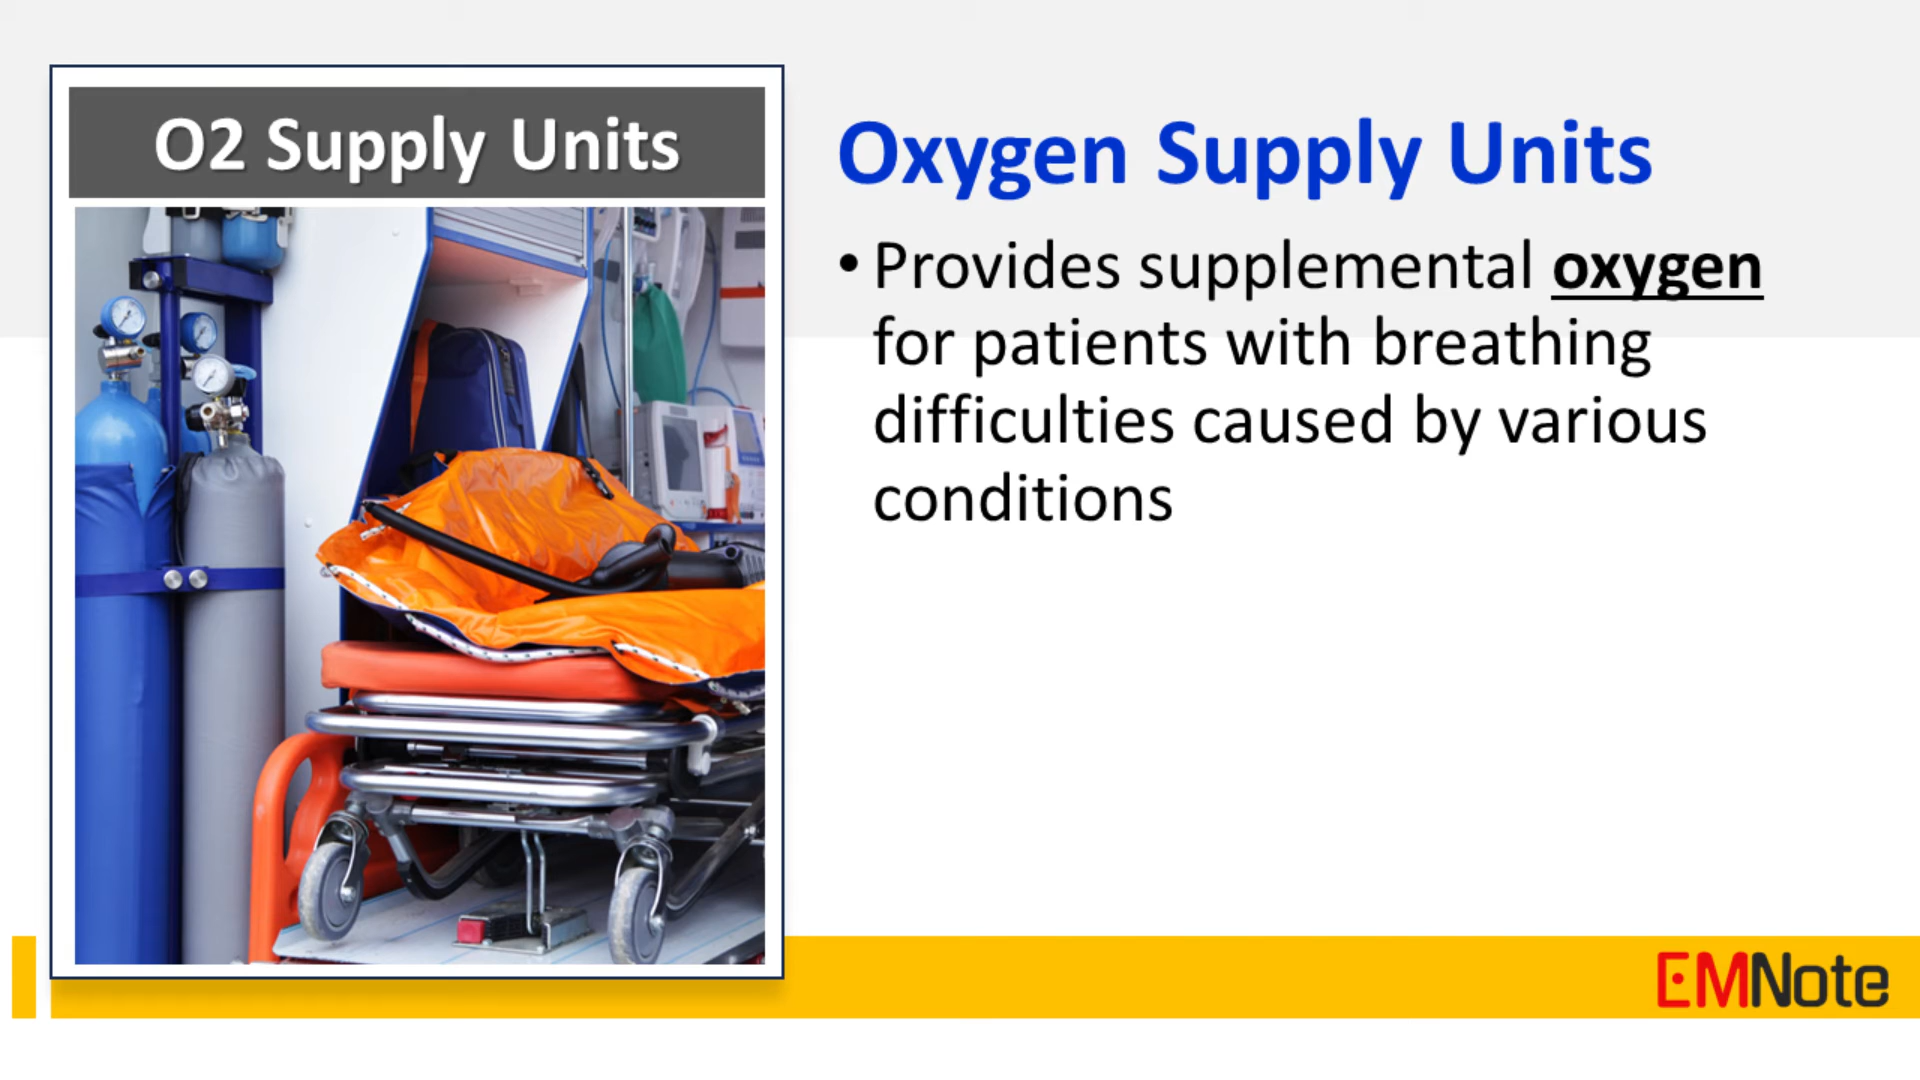 O2 Supply Units
Oxygen Supply Units
• Provides supplemental oxygen
for patients with breathing
difficulties caused by various
conditions
EMNote